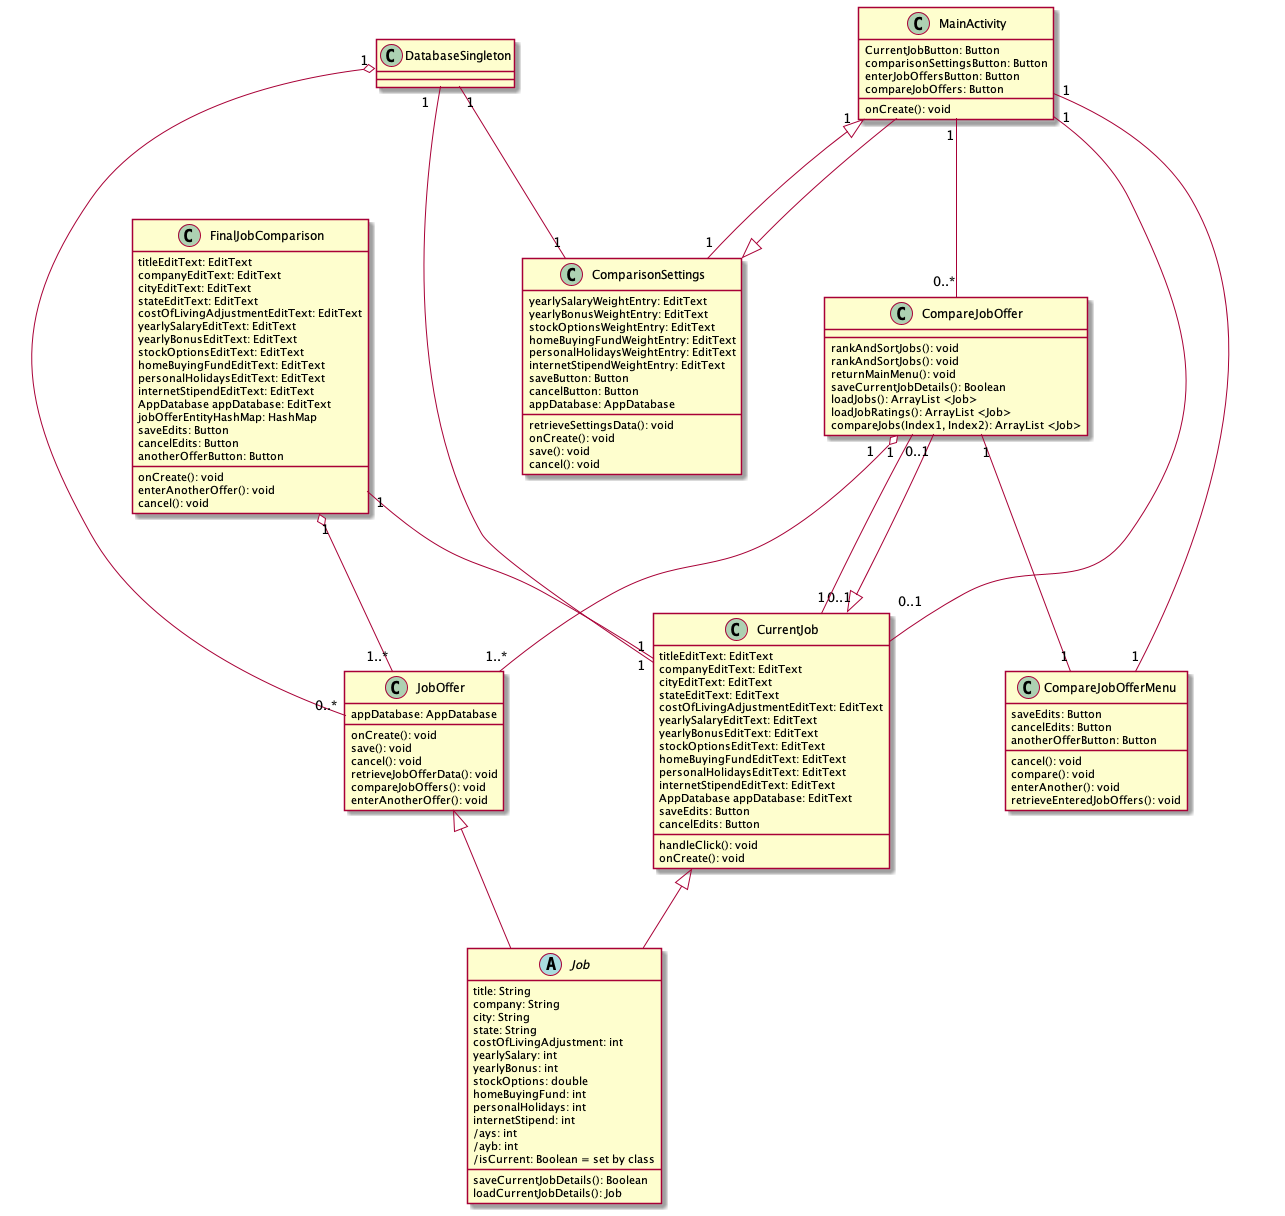 C MainActivity
CurrentJobButton: Button
comparisonSettingsButton: Button
enterJobOffersButton: Button
compareJobOffers: Button
onCreate(): void
C DatabaseSingleton
1
1
1
1
1
1
1
1
C FinalJobComparison
titleEditText: EditText
companyEditText: EditText
cityEditText: EditText
stateEditText: EditText
costOfLivingAdjustmentEditText: EditText
yearlySalaryEditText: EditText
yearlyBonusEditText: EditText
stockOptionsEditText: EditText
homeBuyingFundEditText: EditText
personalHolidaysEditText: EditText
internetStipendEditText: EditText
AppDatabase appDatabase: EditText
jobOfferEntityHashMap: HashMap
saveEdits: Button
cancelEdits: Button
anotherOfferButton: Button
onCreate(): void
enterAnotherOffer(): void
cancel(): void
1
1
C ComparisonSettings
yearlySalaryWeightEntry: EditText
yearlyBonusWeightEntry: EditText
stockOptionsWeightEntry: EditText
homeBuyingFundWeightEntry: EditText
personalHolidaysWeightEntry: EditText
internetStipendWeightEntry: EditText
saveButton: Button
cancelButton: Button
appDatabase: AppDatabase
retrieveSettingsData(): void
onCreate(): void
save(): void
cancel(): void
0..*
C CompareJobOffer
rankAndSortJobs(): void
rankAndSortJobs(): void
returnMainMenu(): void
saveCurrentJobDetails(): Boolean
loadJobs(): ArrayList <Job>
loadJobRatings(): ArrayList <Job>
compareJobs(Index1, Index2): ArrayList <Job>
1
1
0..1
1
1
1
1
0..1
0..1
1..*
1..*
1
1
1
1
0..*
C JobOffer
appDatabase: AppDatabase
onCreate(): void
save(): void
cancel(): void
retrieveJobOfferData(): void
compareJobOffers(): void
enterAnotherOffer(): void
C CurrentJob
titleEditText: EditText
companyEditText: EditText
cityEditText: EditText
stateEditText: EditText
costOfLivingAdjustmentEditText: EditText
yearlySalaryEditText: EditText
yearlyBonusEditText: EditText
stockOptionsEditText: EditText
homeBuyingFundEditText: EditText
personalHolidaysEditText: EditText
internetStipendEditText: EditText
AppDatabase appDatabase: EditText
saveEdits: Button
cancelEdits: Button
handleClick(): void
onCreate(): void
C CompareJobOfferMenu
saveEdits: Button
cancelEdits: Button
anotherOfferButton: Button
cancel(): void
compare(): void
enterAnother(): void
retrieveEnteredJobOffers(): void
A Job
title: String
company: String
city: String
state: String
costOfLivingAdjustment: int
yearlySalary: int
yearlyBonus: int
stockOptions: double
homeBuyingFund: int
personalHolidays: int
internetStipend: int
/ays: int
/ayb: int
/isCurrent: Boolean = set by class
saveCurrentJobDetails(): Boolean
loadCurrentJobDetails(): Job